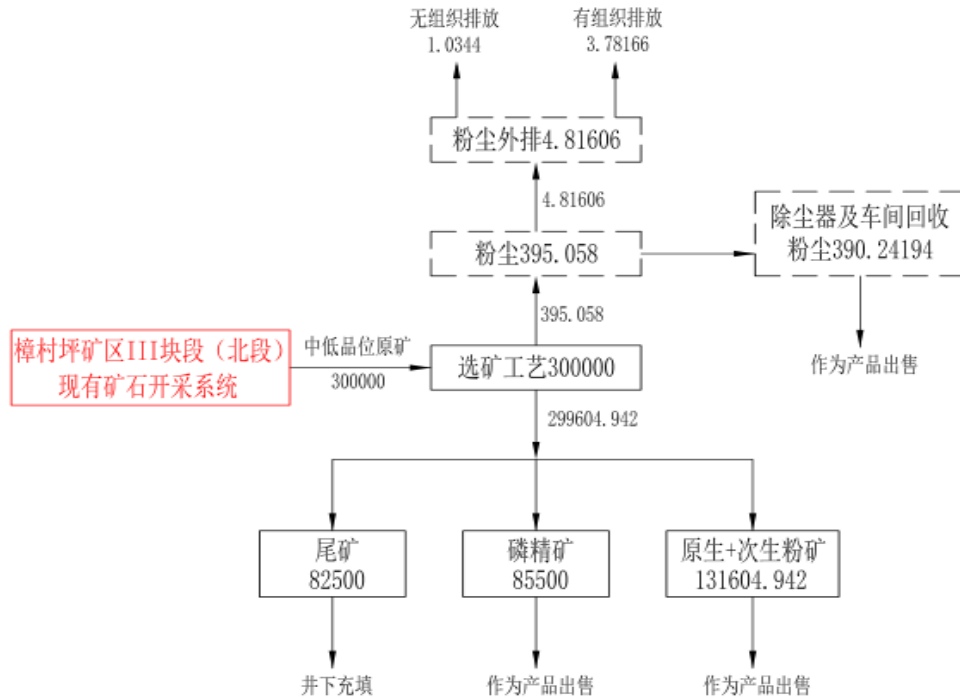 无组织排放
1.0344
有组织排放
3.78166
粉尘外排4.81606
4.81606
除尘器及车间回收
粉尘390.24194
粉尘395.058
395.058
作为产品出售
樟村坪矿区III块段（北段）
现有矿石开采系统
中低品位原矿
300000
选矿工艺300000
299604.942
尾矿
82500
磷精矿
85500
原生+次生粉矿
131604.942
井下充填
作为产品出售
作为产品出售